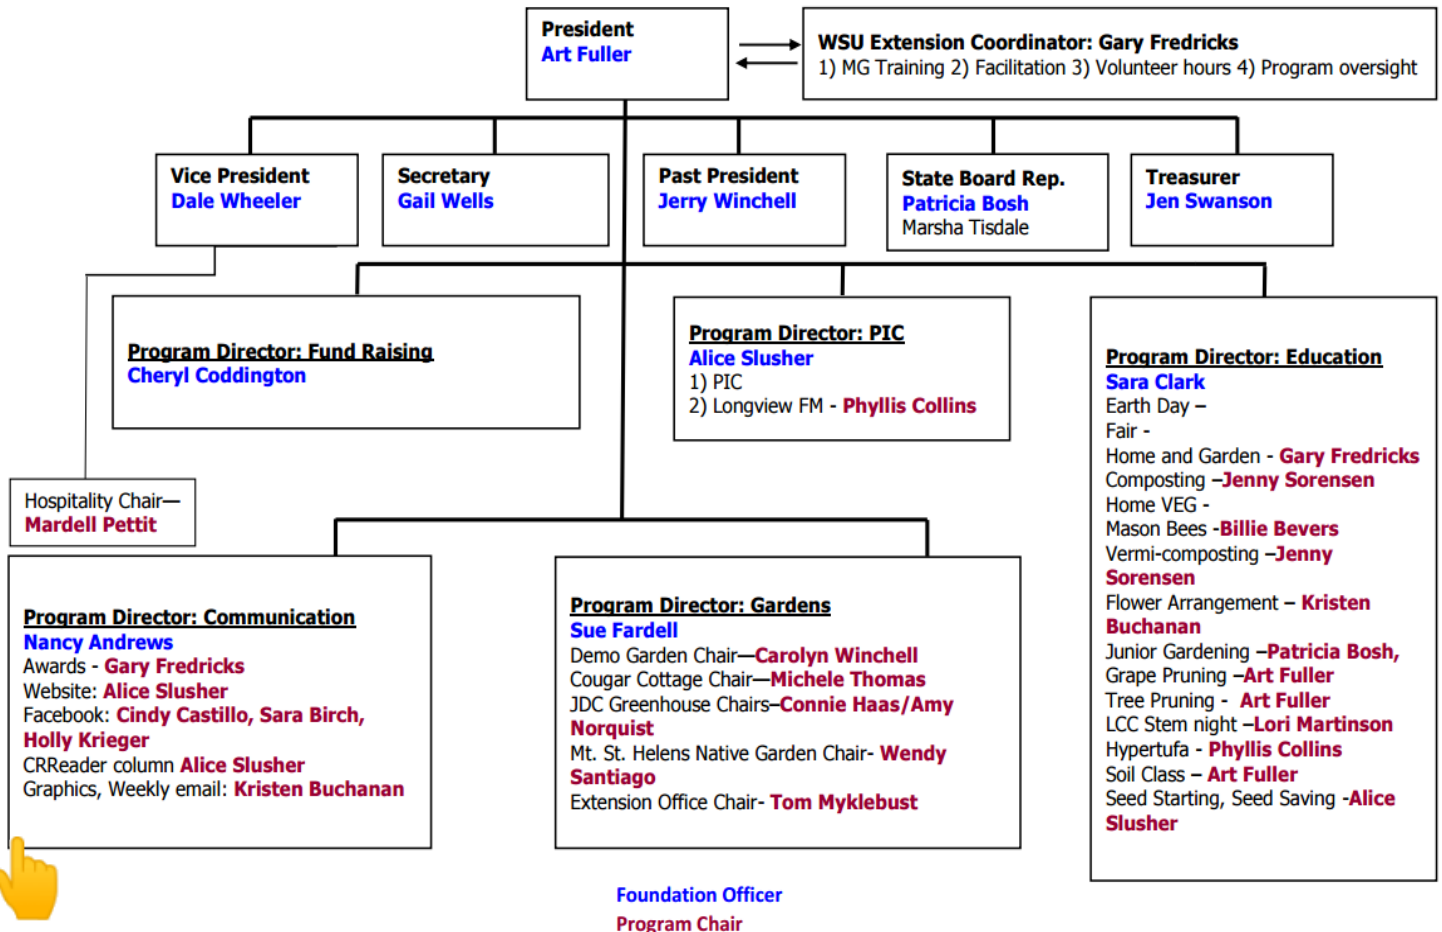 President
Art Fuller
WSU Extension Coordinator: Gary Fredricks
1) MG Training 2) Facilitation 3) Volunteer hours 4) Program oversight
Vice President
Dale Wheeler
Secretary
Gail Wells
Past President
Jerry Winchell
State Board Rep.
Patricia Bosh
Marsha Tisdale
Treasurer
Jen Swanson
Program Director: Fund Raising
Cheryl Coddington
Program Director: PIC
Alice Slusher
1) PIC
2) Longview FM - Phyllis Collins
Program Director: Education
Sara Clark
Earth Day –
Fair -
Home and Garden - Gary Fredricks
Composting –Jenny Sorensen
Home VEG -
Mason Bees -Billie Bevers
Vermi-composting –Jenny
Sorensen
Flower Arrangement – Kristen
Buchanan
Junior Gardening –Patricia Bosh,
Grape Pruning –Art Fuller
Tree Pruning - Art Fuller
LCC Stem night –Lori Martinson
Hypertufa - Phyllis Collins
Soil Class – Art Fuller
Seed Starting, Seed Saving -Alice
Slusher
Hospitality Chair—
Mardell Pettit
Program Director: Communication
Nancy Andrews
Awards - Gary Fredricks
Website: Alice Slusher
Facebook: Cindy Castillo, Sara Birch,
Holly Krieger
CRReader column Alice Slusher
Graphics, Weekly email: Kristen Buchanan
Program Director: Gardens
Sue Fardell
Demo Garden Chair—Carolyn Winchell
Cougar Cottage Chair—Michele Thomas
JDC Greenhouse Chairs–Connie Haas/Amy
Norquist
Mt. St. Helens Native Garden Chair- Wendy
Santiago
Extension Office Chair- Tom Myklebust
Foundation Officer
Program Chair